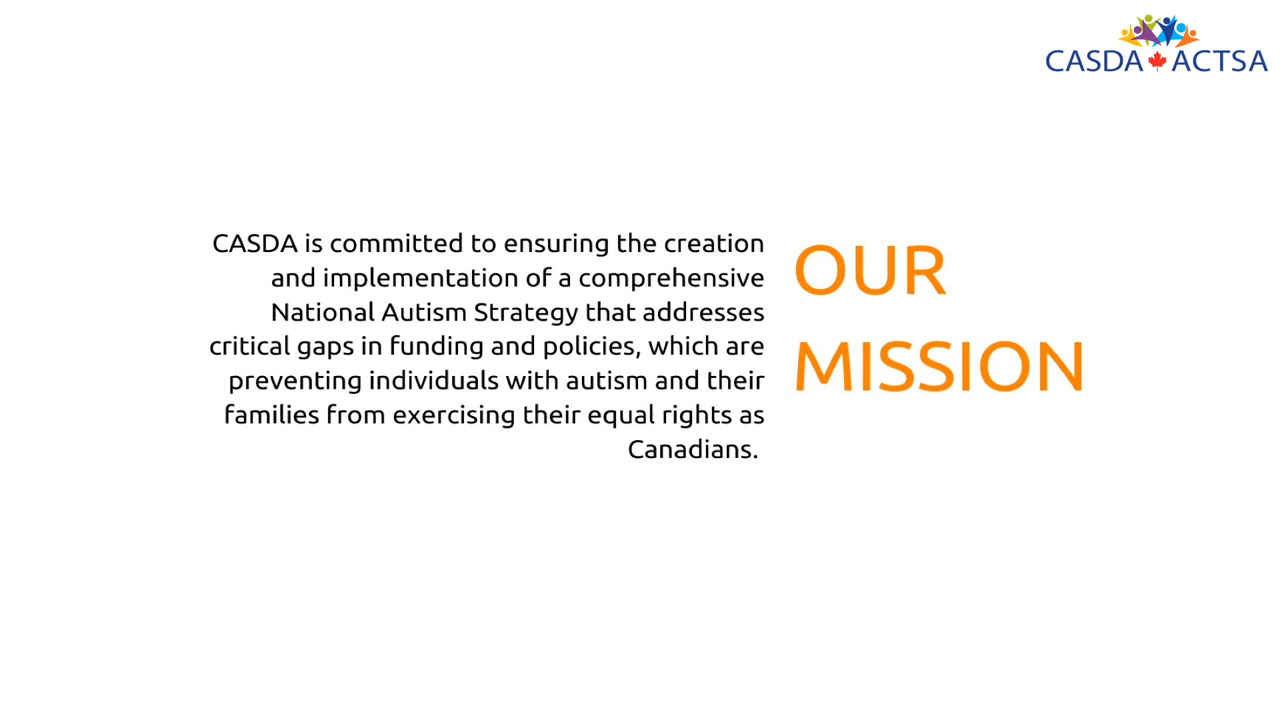 CASDA ACTSA
CASDA is committed to ensuring the creation
and implementation of a comprehensive
National Autism Strategy that addresses
critical gaps in funding and policies, which are
preventing individuals with autism and their
families from exercising their equal rights as
Canadians.
OUR
MISSION